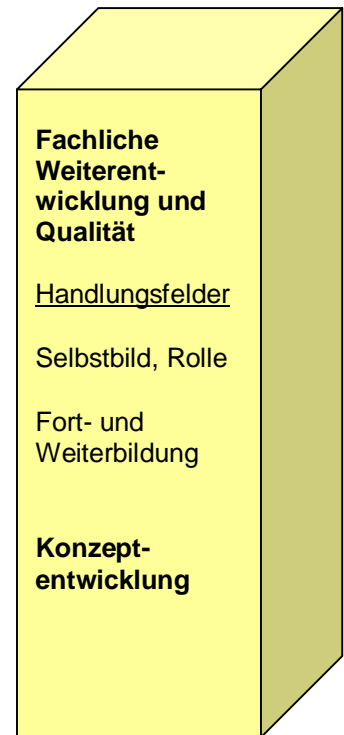 Fachliche
Weiterent-
wicklung und
Qualität
Handlungsfelder
Selbstbild, Rolle
Fort- und
Weiterbildung
Konzept-
entwicklung